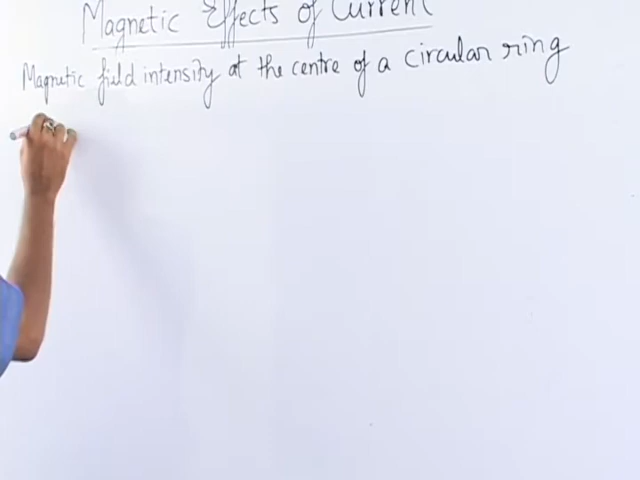 Magnetic Effects of Current
Magnetic field intensity at the centre of a circular ring